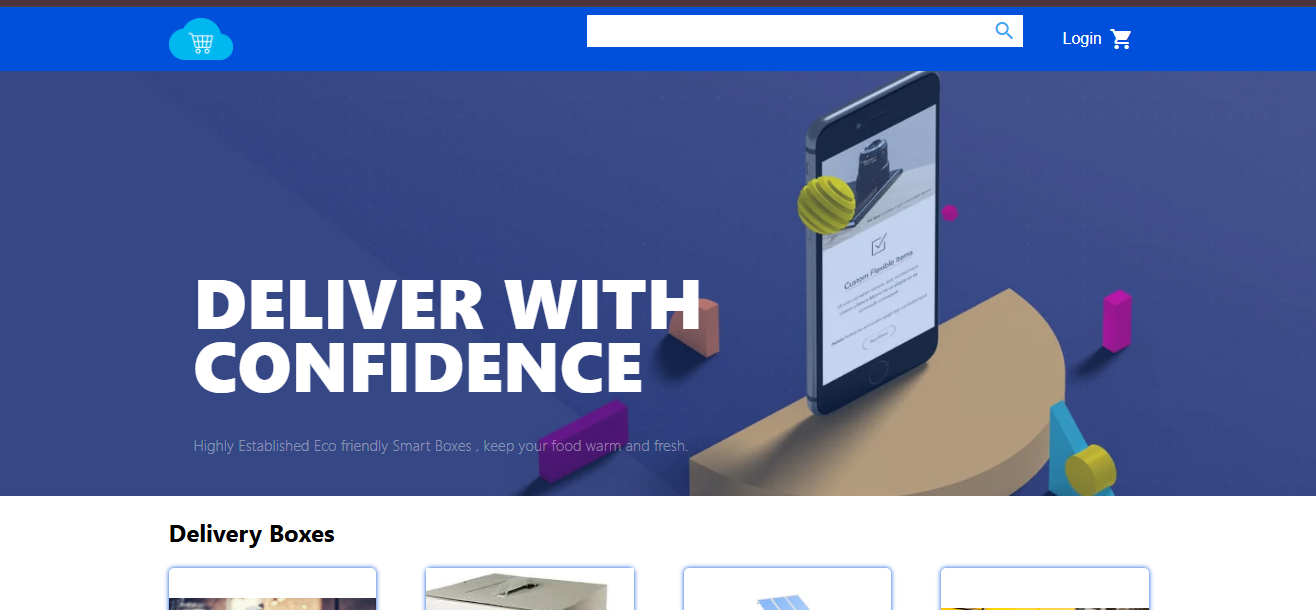 Login
DELIVER WITH
CONFIDENCE
Highly Established Eco friendly Smart Boxes , keep your food warm and fresh.
Custom Flexible Items
Delivery Boxes